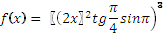 f(x) = 〖(2x)〗²tg π/4 sinπ)³